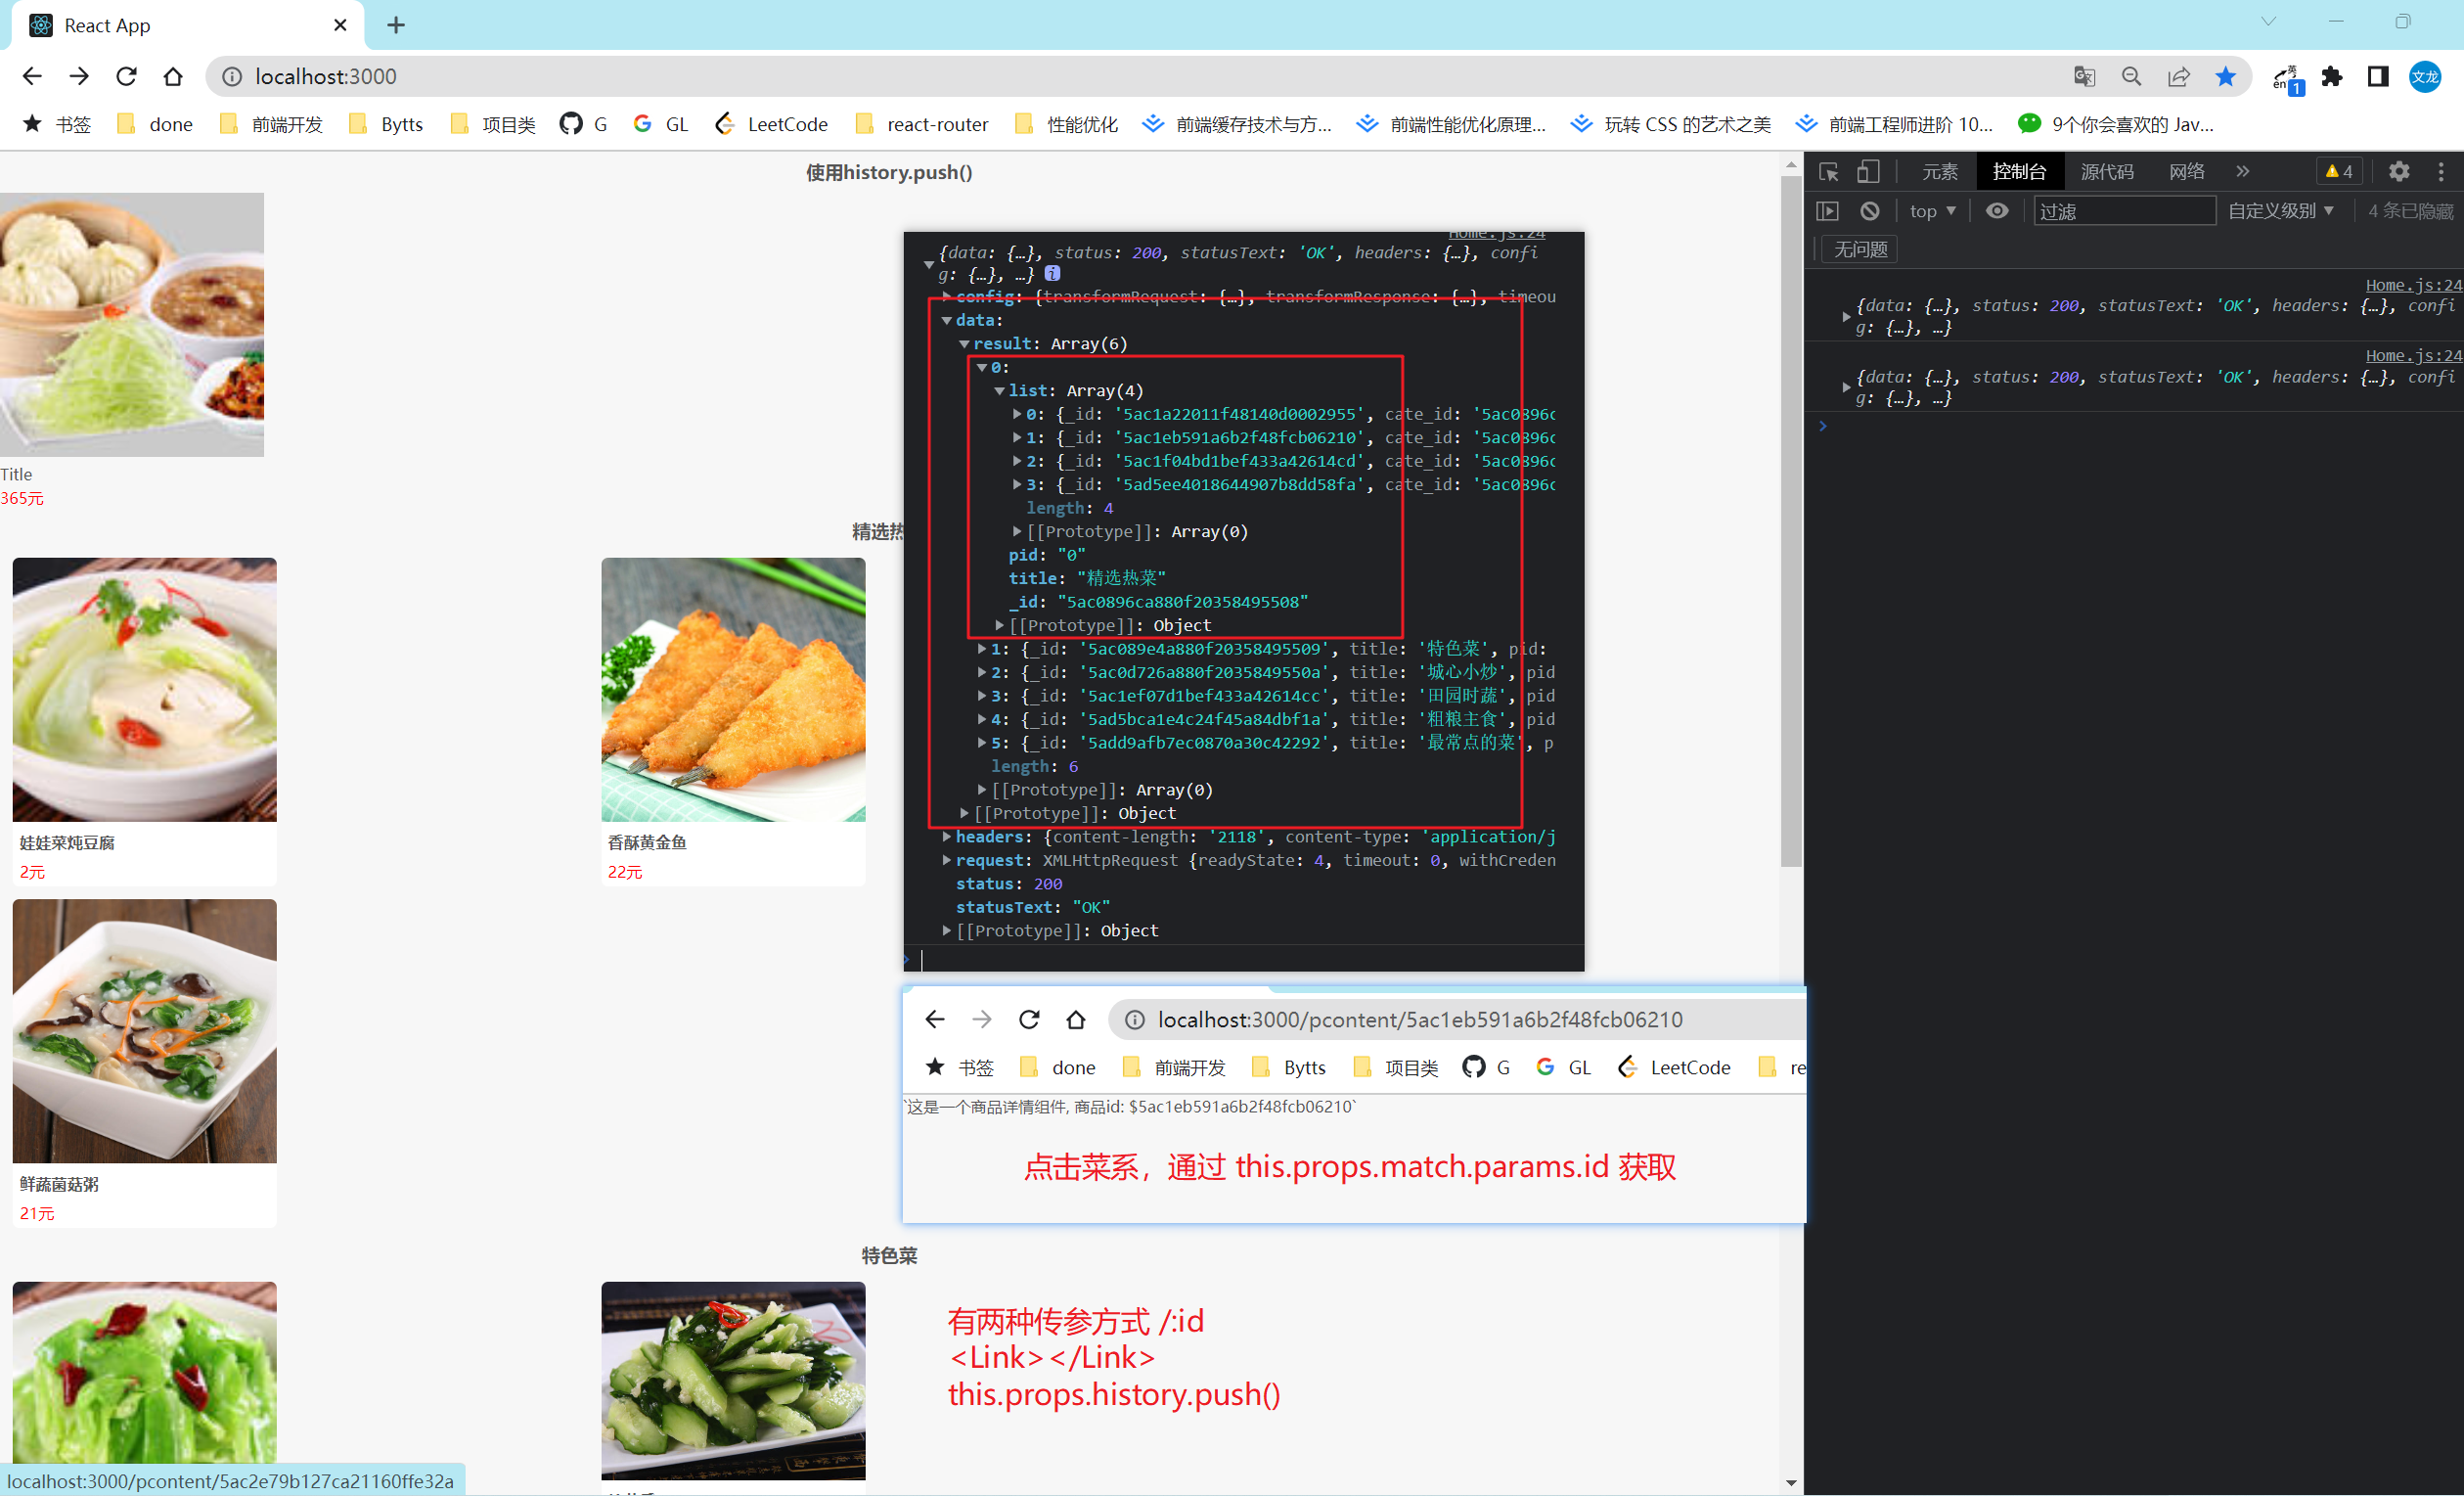 React App
localhost:3000
文龙
英
en
1
书签
done
前端开发
Bytts
项目类
G
GL
LeetCode
react-router
性能优化
前端缓存技术与方...
前端性能优化原理...
玩转 CSS 的艺术之美
前端工程师进阶 10...
9个你会喜欢的 Jav...
使用history.push()
Title
365元
精选热
娃娃菜炖豆腐
2元
香酥黄金鱼
22元
鲜蔬菌菇粥
21元
特色菜
localhost:3000/pcontent/5ac2e79b127ca21160ffe32a
Home.js:24
{data: {…}, status: 200, statusText: 'OK', headers: {…}, confi
g: {…}, …} i
config: {transformRequest: {…}, transformResponse: {…}, timeou
data:
result: Array(6)
0:
list: Array(4)
0: {_id: '5ac1a22011f48140d0002955', cate_id: '5ac0896c
1: {_id: '5ac1eb591a6b2f48fcb06210', cate_id: '5ac0896c
2: {_id: '5ac1f04bd1bef433a42614cd', cate_id: '5ac0896c
3: {_id: '5ad5ee4018644907b8dd58fa', cate_id: '5ac0896c
length: 4
[[Prototype]]: Array(0)
pid: "0"
title: "精选热菜"
_id: "5ac0896ca880f20358495508"
[[Prototype]]: Object
1: {_id: '5ac089e4a880f20358495509', title: '特色菜', pid:
2: {_id: '5ac0d726a880f2035849550a', title: '城心小炒', pid
3: {_id: '5ac1ef07d1bef433a42614cc', title: '田园时蔬', pid
4: {_id: '5ad5bca1e4c24f45a84dbf1a', title: '粗粮主食', pid
5: {_id: '5add9afb7ec0870a30c42292', title: '最常点的菜', p
length: 6
[[Prototype]]: Array(0)
[[Prototype]]: Object
headers: {content-length: '2118', content-type: 'application/j
request: XMLHttpRequest {readyState: 4, timeout: 0, withCreden
status: 200
statusText: "OK"
[[Prototype]]: Object
localhost:3000/pcontent/5ac1eb591a6b2f48fcb06210
书签
done
前端开发
Bytts
项目类
G
GL
LeetCode
re
`这是一个商品详情组件, 商品id: $5ac1eb591a6b2f48fcb06210`
点击菜系，通过 this.props.match.params.id 获取
有两种传参方式 /:id
<Link></Link>
this.props.history.push()
元素
控制台
源代码
网络
4
top
过滤
自定义级别
4 条已隐藏
无问题
Home.js:24
{data: {…}, status: 200, statusText: 'OK', headers: {…}, confi
g: {…}, …}
Home.js:24
{data: {…}, status: 200, statusText: 'OK', headers: {…}, confi
g: {…}, …}